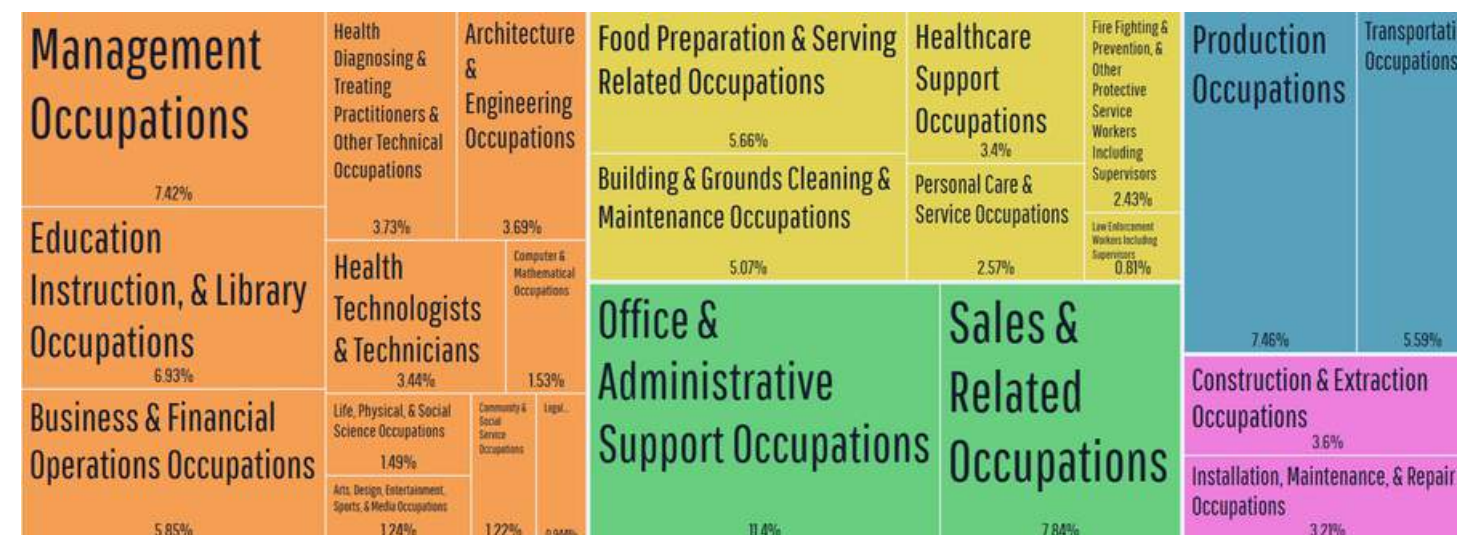 Management
Occupations
7.42%
Education
Instruction, & Library
Occupations
6.93%
Business & Financial
Operations Occupations
5.85%
Health
Diagnosing &
Treating
Practitioners &
Other Technical
Occupations
3.73%
Architecture
&
Engineering
Occupations
3.69%
Health
Technologists
& Technicians
3.44%
Computer &
Mathematical
Occupations
1.53%
Life, Physical, & Social
Science Occupations
1.49%
Arts, Design, Entertainment,
Sports, & Media Occupations
1.24%
Community &
Social
Service
Occupations
1.22%
Legal...
Food Preparation & Serving
Related Occupations
5.66%
Building & Grounds Cleaning &
Maintenance Occupations
5.07%
Healthcare
Support
Occupations
3.4%
Personal Care &
Service Occupations
2.57%
Fire Fighting &
Prevention, &
Other
Protective
Service
Workers
Including
Supervisors
2.43%
Law Enforcement
Workers Including
Supervisors
0.81%
Office &
Administrative
Support Occupations
11.4%
Sales &
Related
Occupations
7.84%
Production
Occupations
7.46%
Transportati
Occupations
5.59%
Construction & Extraction
Occupations
3.6%
Installation, Maintenance, & Repair
Occupations
3.21%